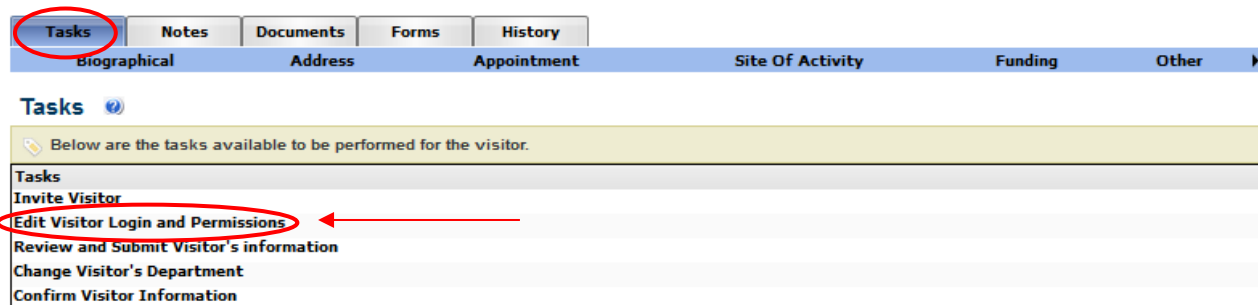 Tasks Notes Documents Forms History
Biographical Address Appointment Site Of Activity Funding Other
Tasks
Below are the tasks available to be performed for the visitor.
Tasks
Invite Visitor
Edit Visitor Login and Permissions
Review and Submit Visitor's information
Change Visitor's Department
Confirm Visitor Information